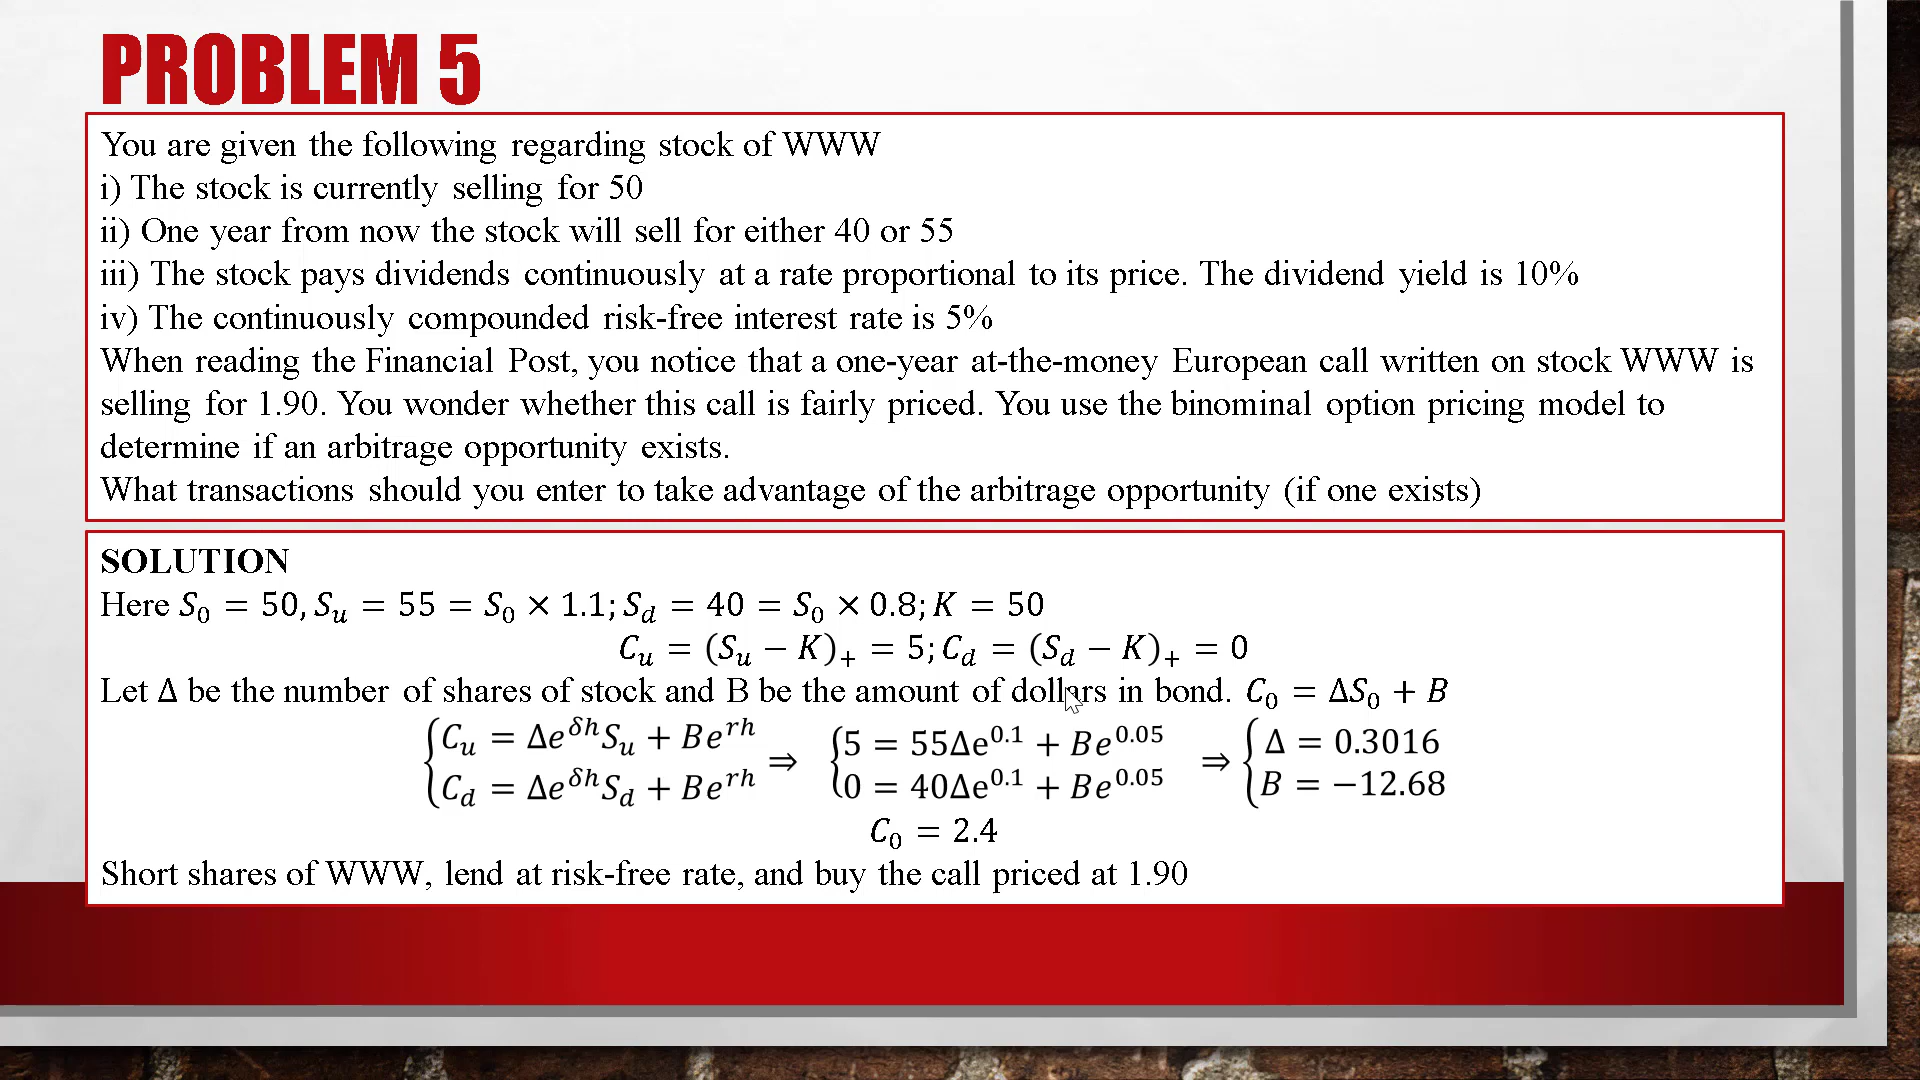 PROBLEM 5
You are given the following regarding stock of WWW
i) The stock is currently selling for 50
ii) One year from now the stock will sell for either 40 or 55
iii) The stock pays dividends continuously at a rate proportional to its price. The dividend yield is 10%
iv) The continuously compounded risk-free interest rate is 5%
When reading the Financial Post, you notice that a one-year at-the-money European call written on stock WWW is
selling for 1.90. You wonder whether this call is fairly priced. You use the binominal option pricing model to
determine if an arbitrage opportunity exists.
What transactions should you enter to take advantage of the arbitrage opportunity (if one exists)
SOLUTION
Here S₀ = 50, Sᵤ = 55 = S₀ × 1.1; S_d = 40 = S₀ × 0.8; K = 50
Cᵤ = (Sᵤ − K)₊ = 5; C_d = (S_d − K)₊ = 0
Let Δ be the number of shares of stock and B be the amount of dollars in bond. C₀ = ΔS₀ + B
{Cᵤ = Δe^{δh}Sᵤ + Be^{rh} ⇒ {5 = 55Δe^{0.1} + Be^{0.05} ⇒ {Δ = 0.3016
C_d = Δe^{δh}S_d + Be^{rh} 0 = 40Δe^{0.1} + Be^{0.05} B = −12.68
C₀ = 2.4
Short shares of WWW, lend at risk-free rate, and buy the call priced at 1.90